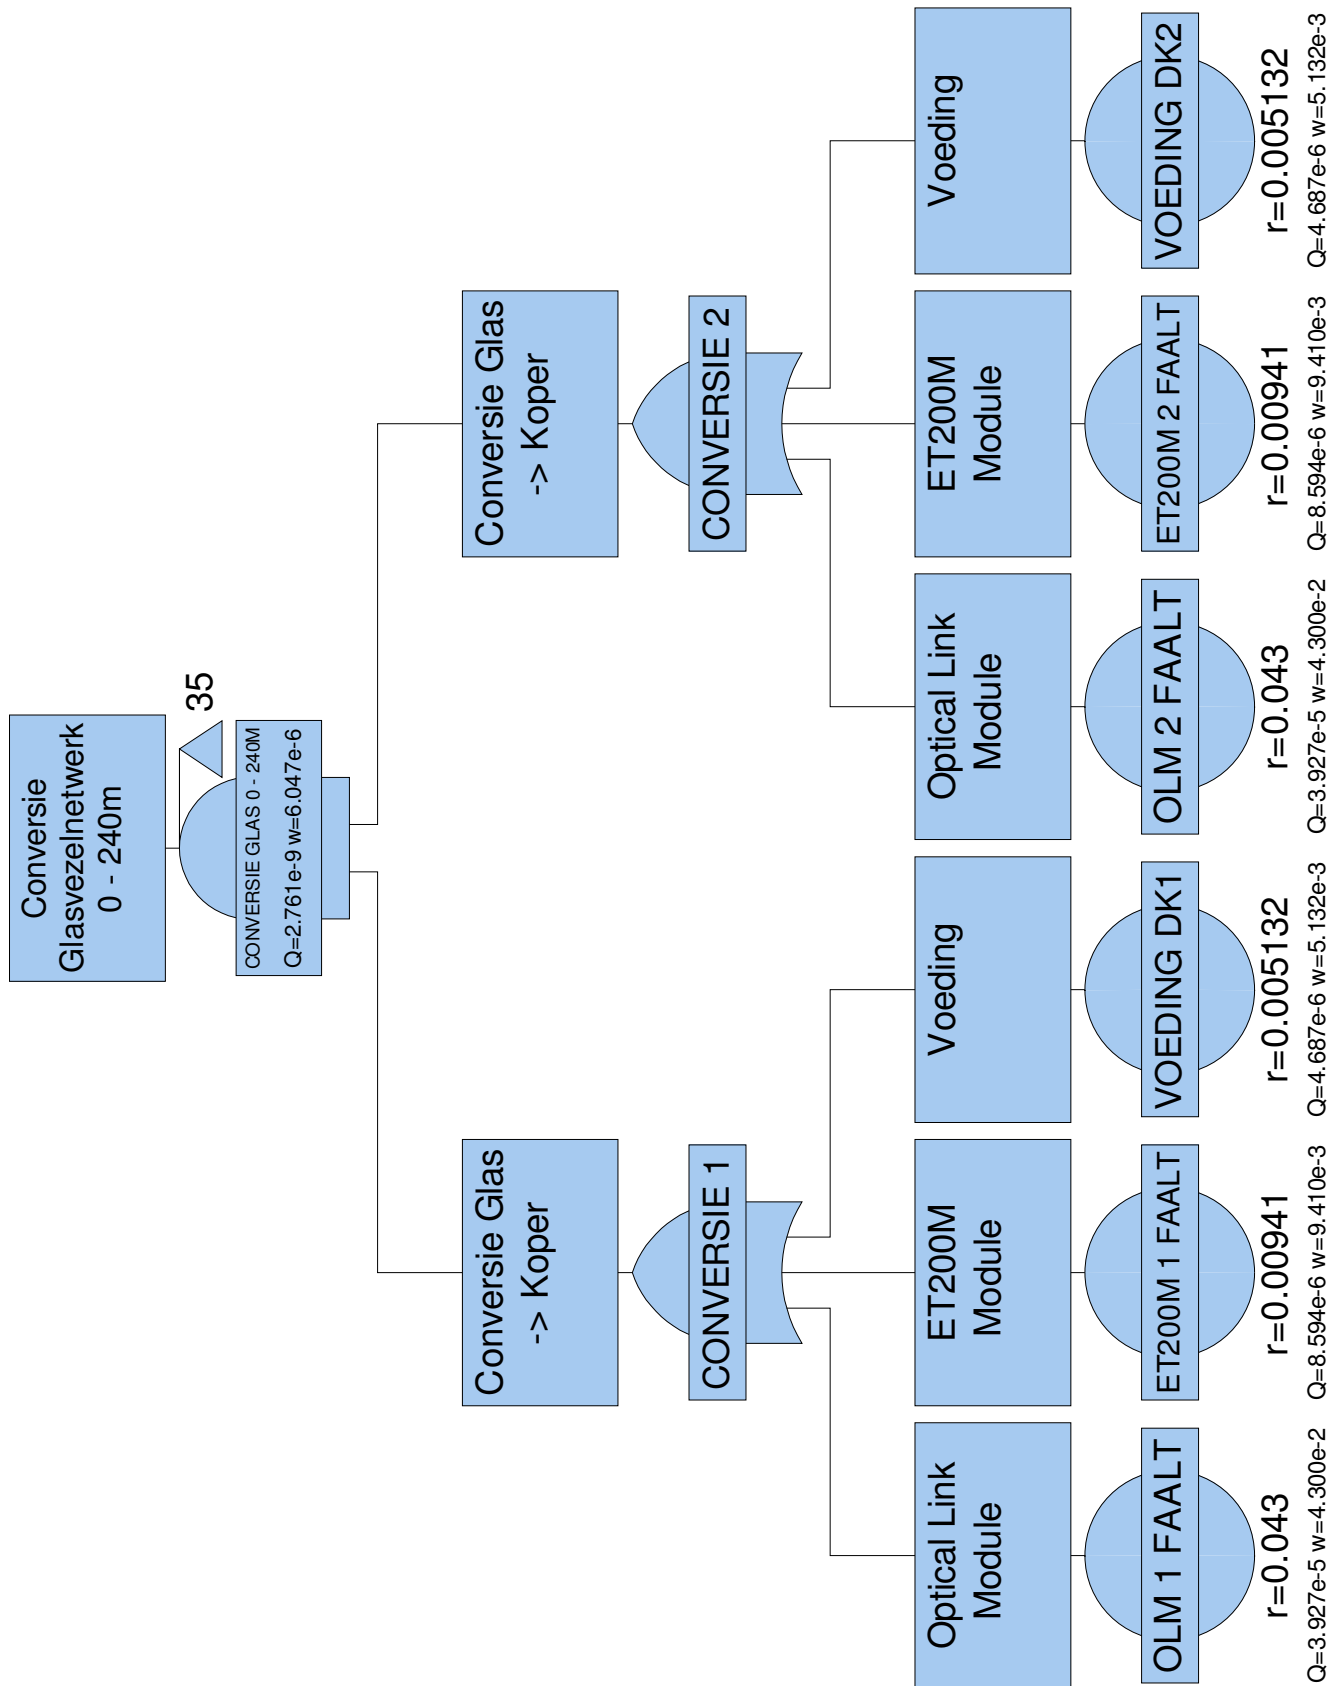 Conversie
Glasvezelnetwerk
0 - 240m
35
CONVERSIE GLAS 0 - 240M
Q=2.761e-9 w=6.047e-6
Conversie Glas
-> Koper
CONVERSIE 1
Conversie Glas
-> Koper
CONVERSIE 2
Optical Link
Module
OLM 1 FAALT
r=0.043
Q=3.927e-5 w=4.300e-2
ET200M
Module
ET200M 1 FAALT
r=0.00941
Q=8.594e-6 w=9.410e-3
Voeding
VOEDING DK1
r=0.005132
Q=4.687e-6 w=5.132e-3
Optical Link
Module
OLM 2 FAALT
r=0.043
Q=3.927e-5 w=4.300e-2
ET200M
Module
ET200M 2 FAALT
r=0.00941
Q=8.594e-6 w=9.410e-3
Voeding
VOEDING DK2
r=0.005132
Q=4.687e-6 w=5.132e-3